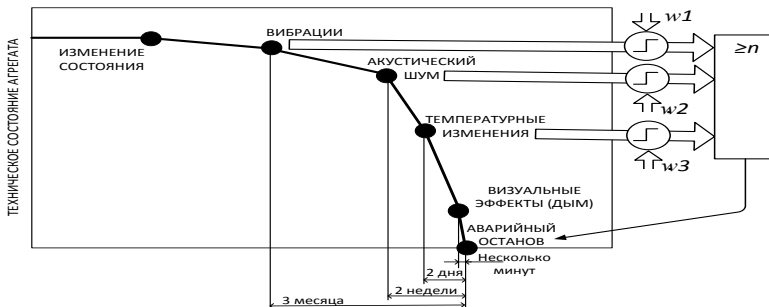 ТЕХНИЧЕСКОЕ СОСТОЯНИЕ АГРЕГАТА
ИЗМЕНЕНИЕ
СОСТОЯНИЯ
ВИБРАЦИИ
АКУСТИЧЕСКИЙ
ШУМ
ТЕМПЕРАТУРНЫЕ
ИЗМЕНЕНИЯ
ВИЗУАЛЬНЫЕ
ЭФФЕКТЫ (ДЫМ)
АВАРИЙНЫЙ
ОСТАНОВ
Несколько
минут
2 дня
2 недели
3 месяца
w1
w2
w3
≥n